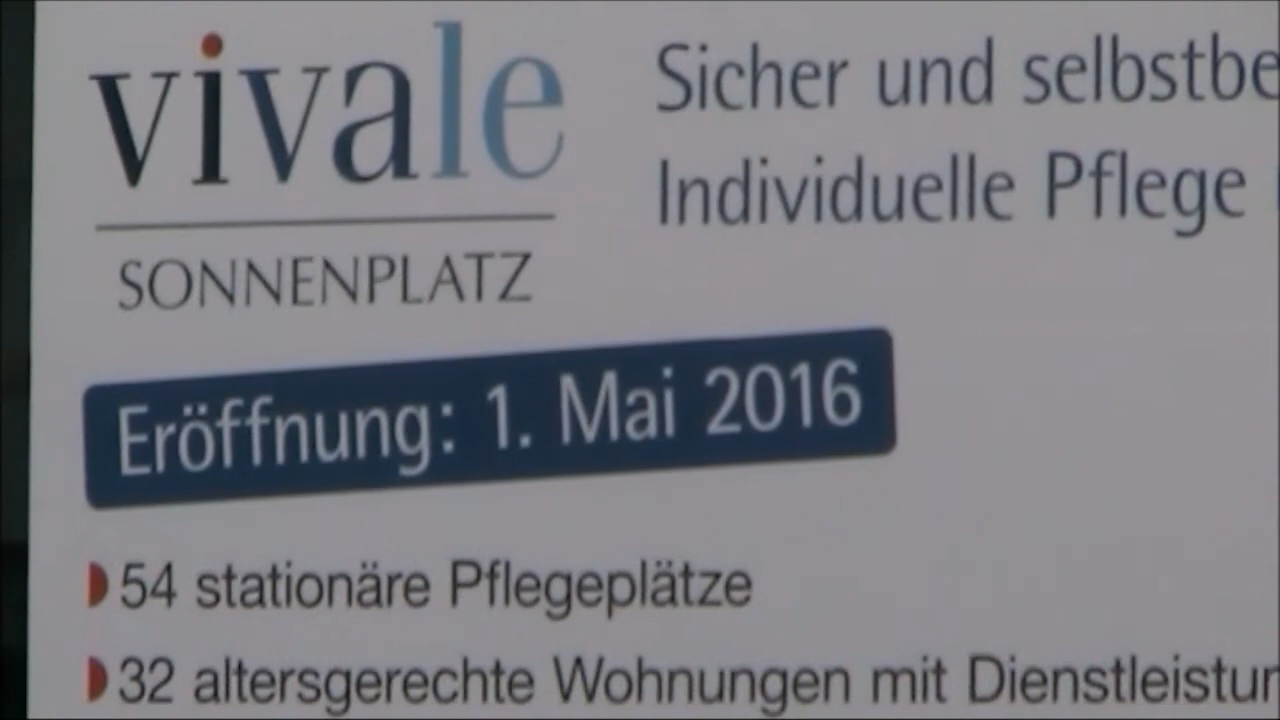 vivale
SONNENPLATZ
Sicher und selbstbe
Individuelle Pflege
Eröffnung: 1. Mai 2016
54 stationäre Pflegeplätze
32 altersgerechte Wohnungen mit Dienstleistun